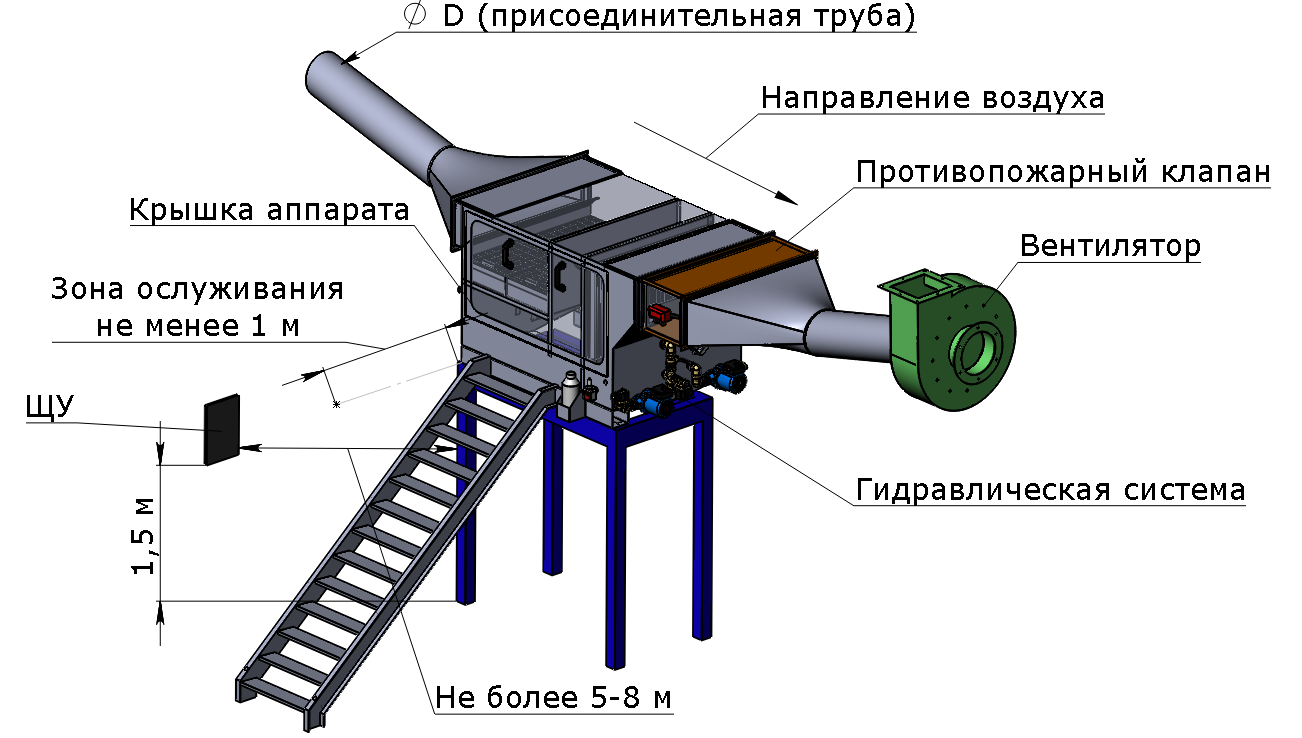 ∅ D (присоединительная труба)
Направление воздуха
Противопожарный клапан
Крышка аппарата
Вентилятор
Зона ослуживания
не менее 1 м
ЩУ
Гидравлическая система
1,5 м
Не более 5-8 м